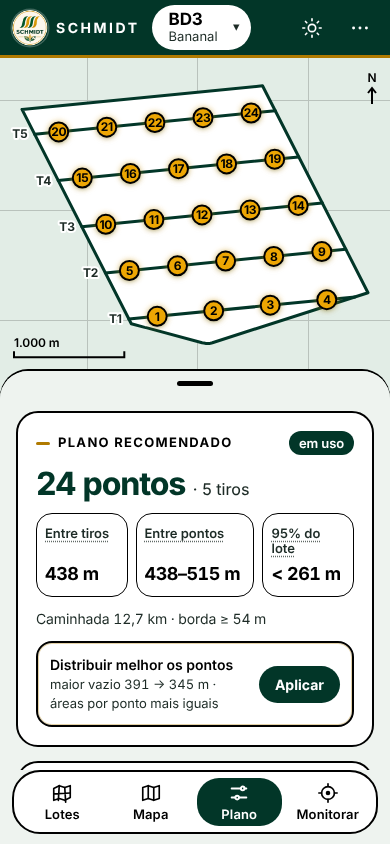 SCHMIDT
SCHMIDT
BD3
Bananal
N
T5
20 21 22 23 24
T4
15 16 17 18 19
T3
10 11 12 13 14
T2
5 6 7 8 9
T1
1 2 3 4
1.000 m
PLANO RECOMENDADO
em uso
24 pontos · 5 tiros
Entre tiros
438 m
Entre pontos
438–515 m
95% do
lote
< 261 m
Caminhada 12,7 km · borda ≥ 54 m
Distribuir melhor os pontos
maior vazio 391 → 345 m ·
áreas por ponto mais iguais
Aplicar
Lotes
Mapa
Plano
Monitorar